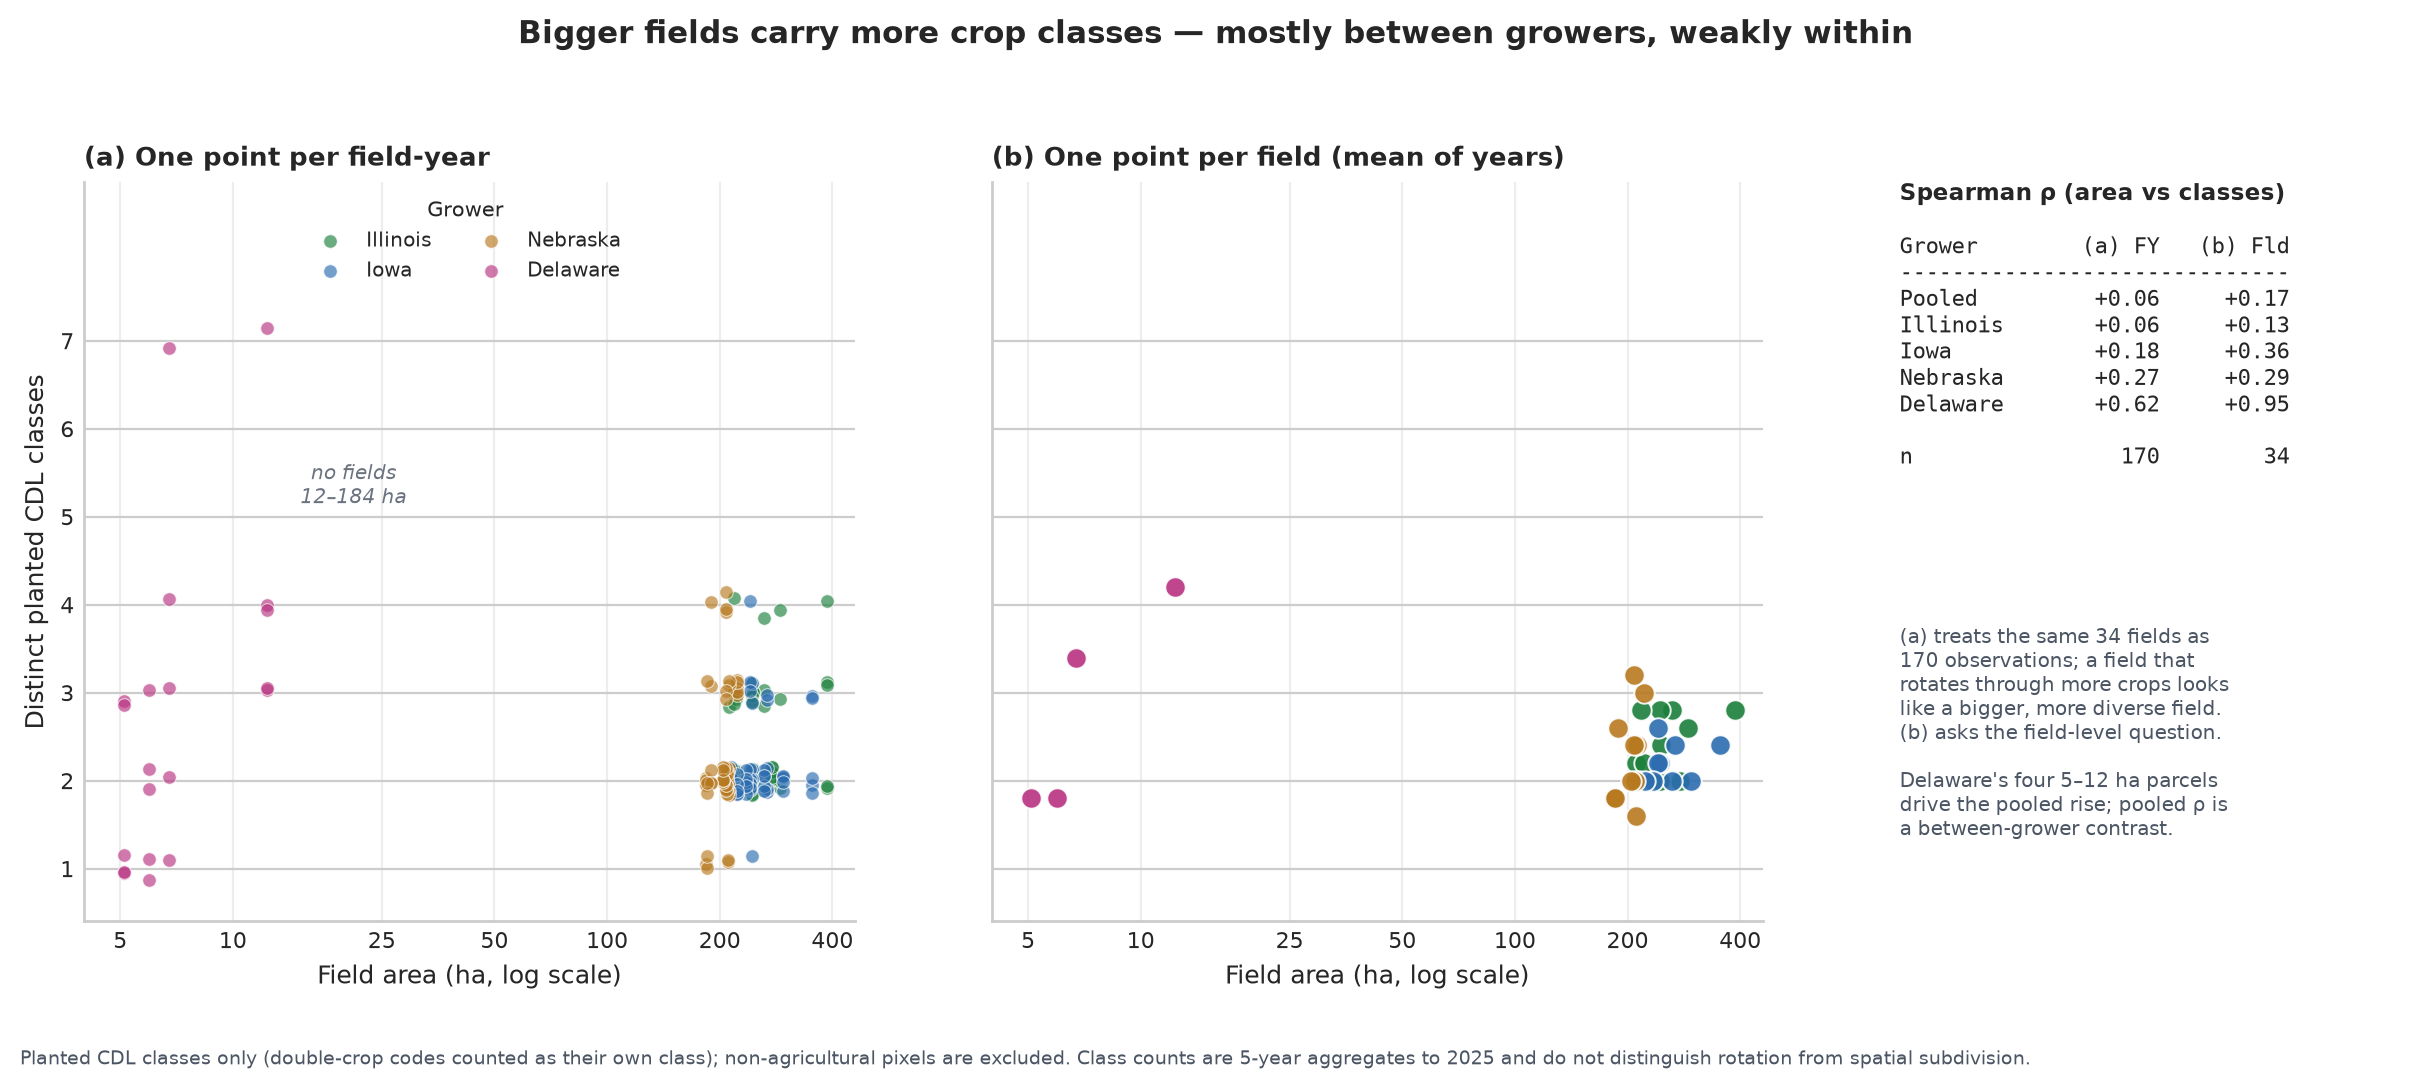 Bigger fields carry more crop classes — mostly between growers, weakly within
(a) One point per field-year
Grower
Illinois
Nebraska
Iowa
Delaware
no fields
12–184 ha
Distinct planted CDL classes
7
6
5
4
3
2
1
5 10 25 50 100 200 400
Field area (ha, log scale)
(b) One point per field (mean of years)
5 10 25 50 100 200 400
Field area (ha, log scale)
Spearman ρ (area vs classes)
Grower (a) FY (b) Fld
------------------------------
Pooled +0.06 +0.17
Illinois +0.06 +0.13
Iowa +0.18 +0.36
Nebraska +0.27 +0.29
Delaware +0.62 +0.95
n 170 34
(a) treats the same 34 fields as
170 observations; a field that
rotates through more crops looks
like a bigger, more diverse field.
(b) asks the field-level question.
Delaware's four 5–12 ha parcels
drive the pooled rise; pooled ρ is
a between-grower contrast.
Planted CDL classes only (double-crop codes counted as their own class); non-agricultural pixels are excluded. Class counts are 5-year aggregates to 2025 and do not distinguish rotation from spatial subdivision.